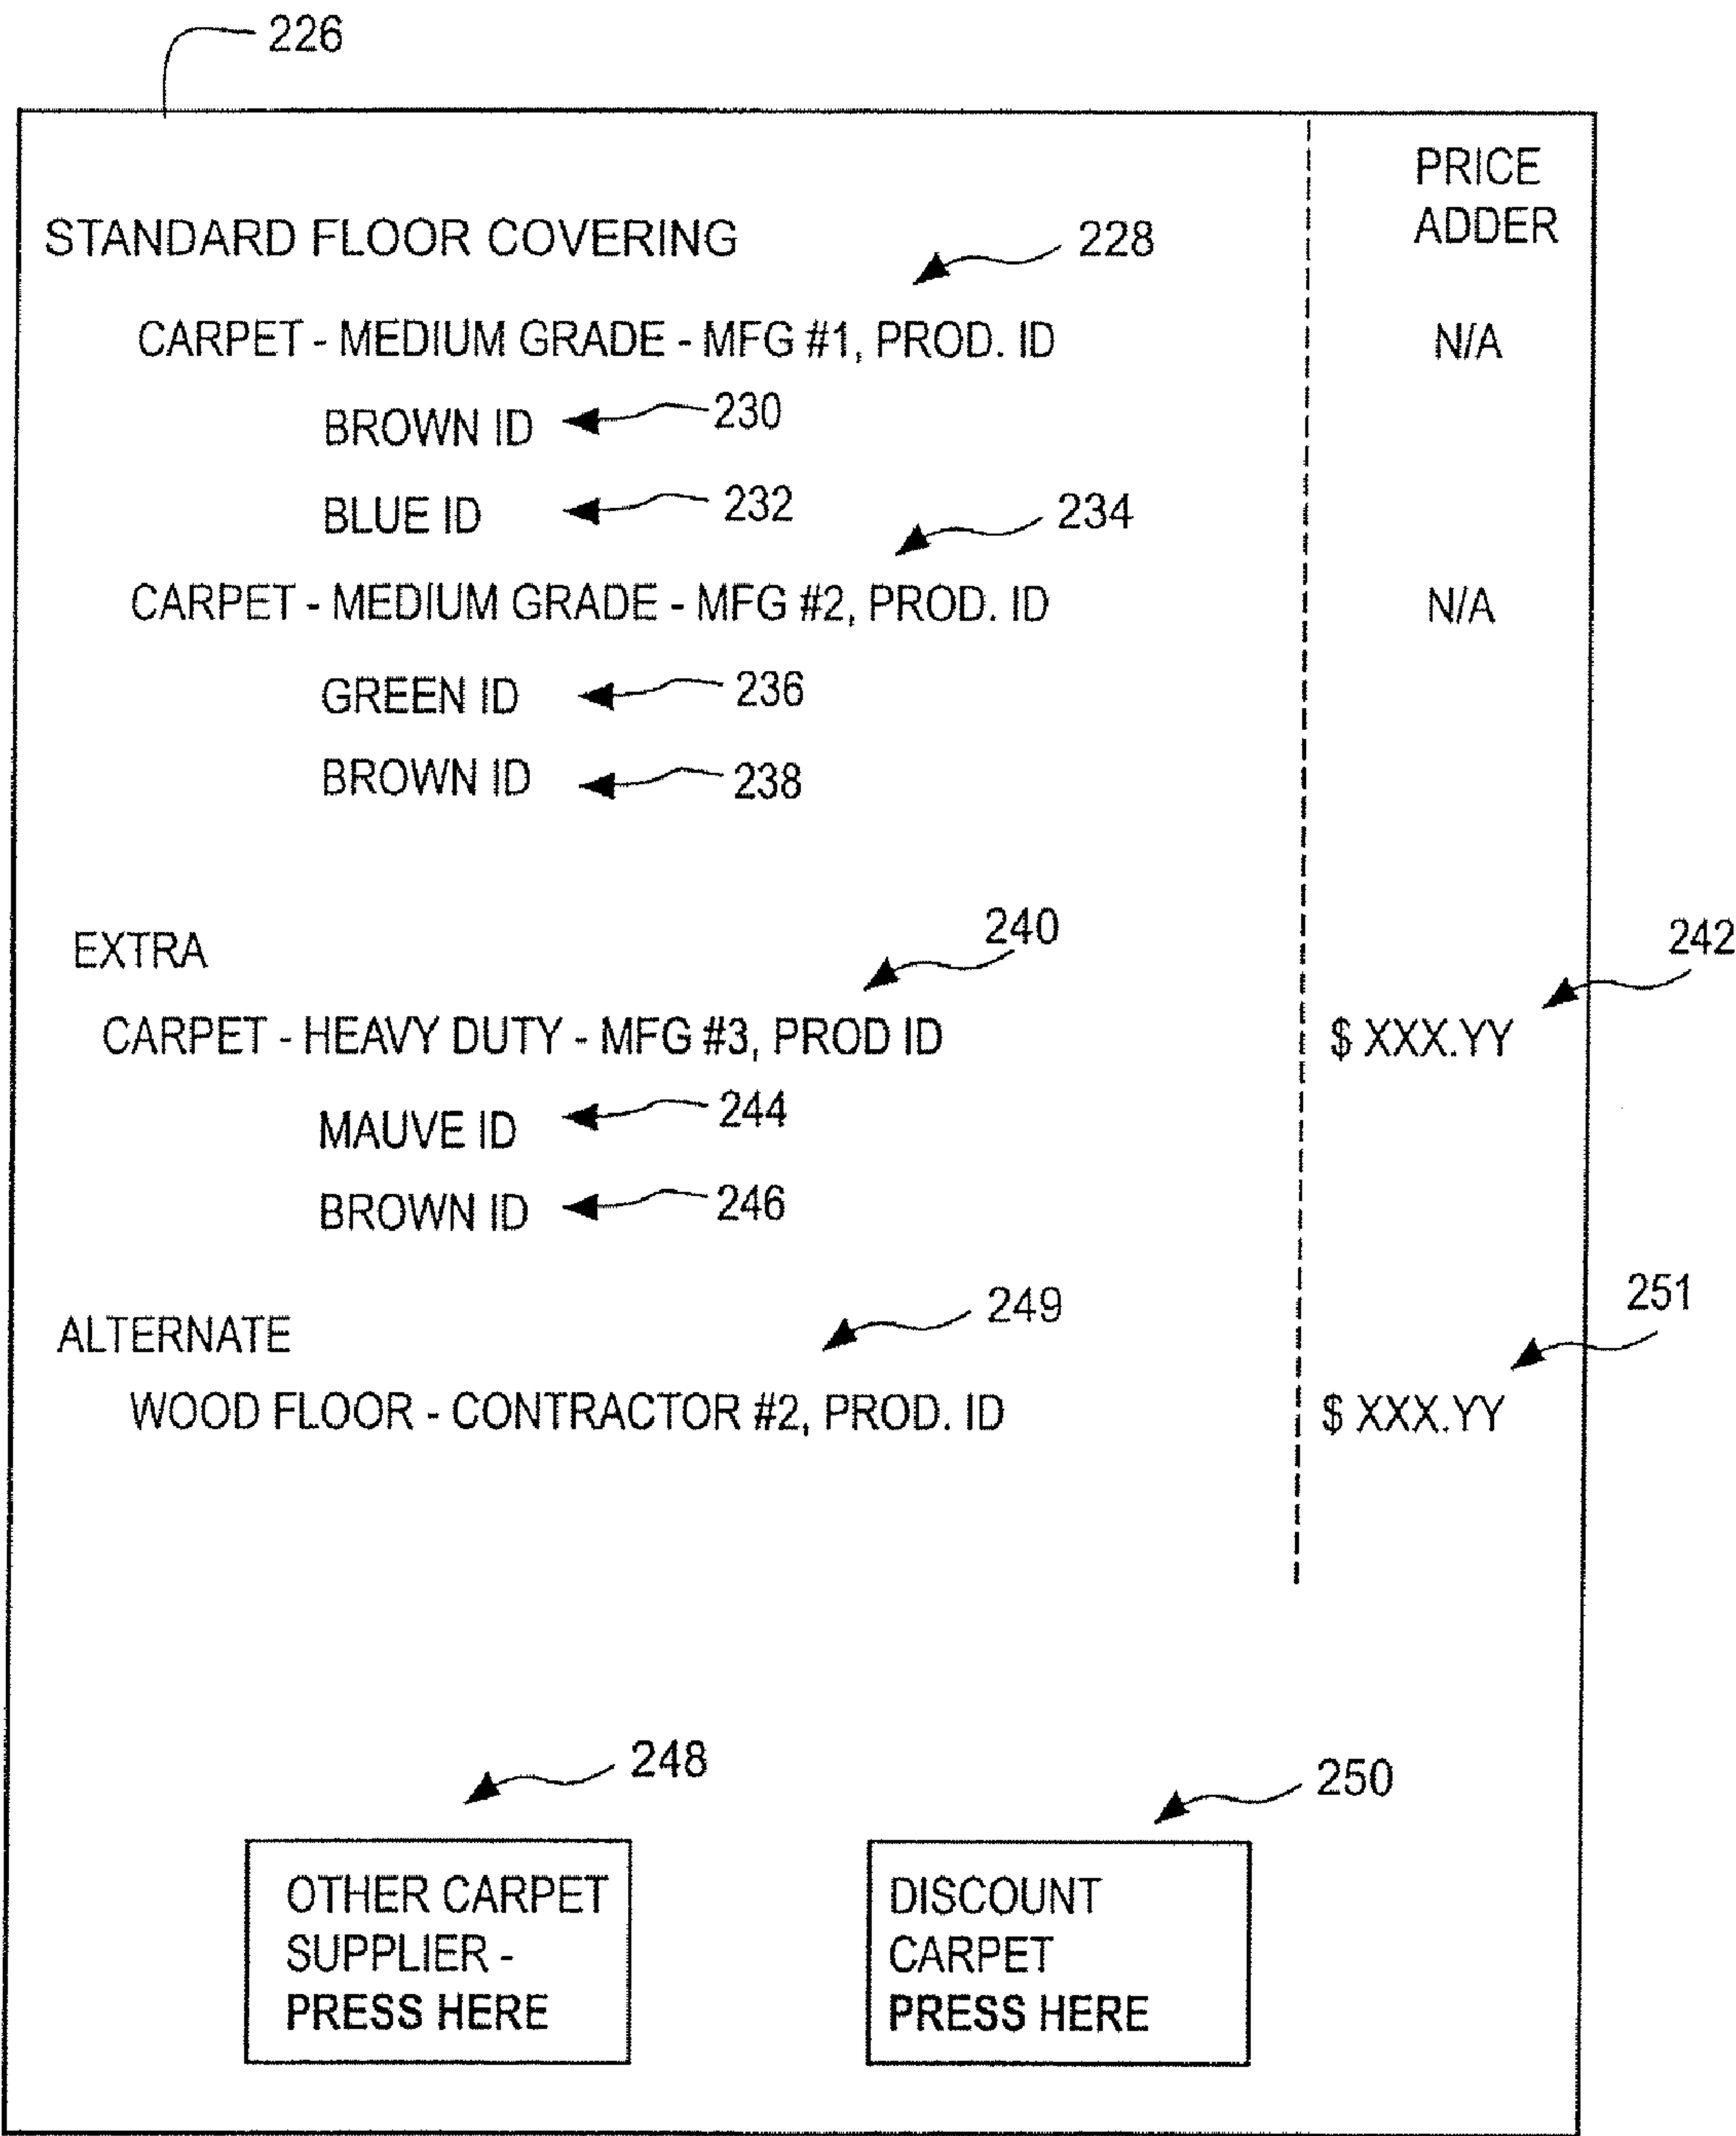 226
PRICE
ADDER
STANDARD FLOOR COVERING
228
CARPET - MEDIUM GRADE - MFG #1, PROD. ID N/A
BROWN ID 230
BLUE ID 232
234
CARPET - MEDIUM GRADE - MFG #2, PROD. ID N/A
GREEN ID 236
BROWN ID 238
EXTRA
240
242
CARPET - HEAVY DUTY - MFG #3, PROD ID $ XXX.YY
MAUVE ID 244
BROWN ID 246
ALTERNATE
249
251
WOOD FLOOR - CONTRACTOR #2, PROD. ID $ XXX.YY
248
OTHER CARPET
SUPPLIER -
PRESS HERE
250
DISCOUNT
CARPET
PRESS HERE